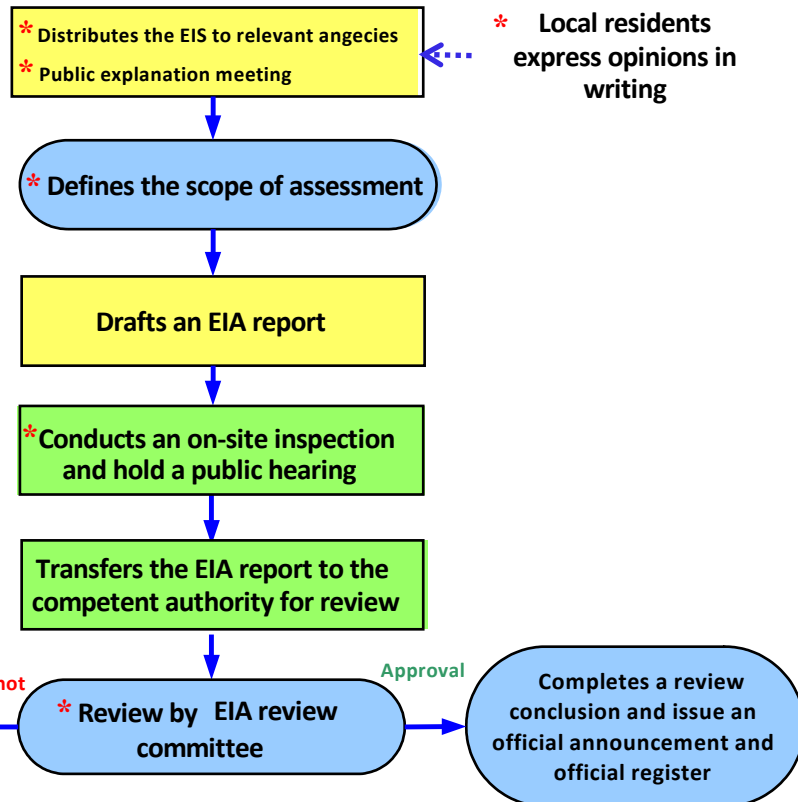 * Distributes the EIS to relevant angecies
* Public explanation meeting
* Local residents
express opinions in
writing
* Defines the scope of assessment
Drafts an EIA report
*Conducts an on-site inspection
and hold a public hearing
Transfers the EIA report to the
competent authority for review
not
* Review by EIA review
committee
Approval
Completes a review
conclusion and issue an
official announcement and
official register